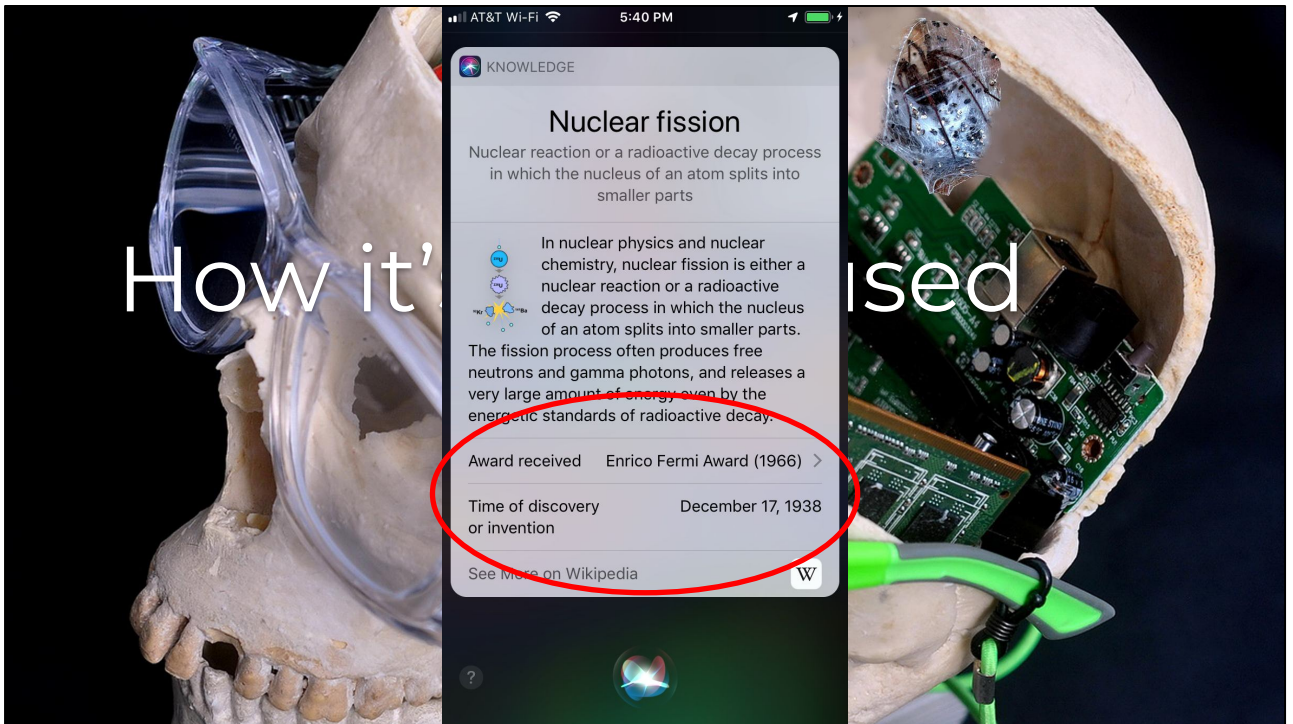 AT&T Wi-Fi 5:40 PM
KNOWLEDGE
Nuclear fission
Nuclear reaction or a radioactive decay process
in which the nucleus of an atom splits into
smaller parts
In nuclear physics and nuclear
chemistry, nuclear fission is either a
nuclear reaction or a radioactive
decay process in which the nucleus
of an atom splits into smaller parts.
The fission process often produces free
neutrons and gamma photons, and releases a
very large amount of energy even by the
energetic standards of radioactive decay.
How it's used
Award received Enrico Fermi Award (1966)
Time of discovery December 17, 1938
or invention
See More on Wikipedia W
?